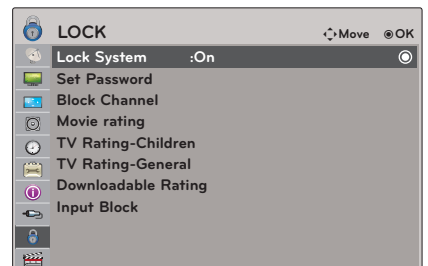 LOCK
Move OK
Lock System :On
Set Password
Block Channel
Movie rating
TV Rating-Children
TV Rating-General
Downloadable Rating
Input Block